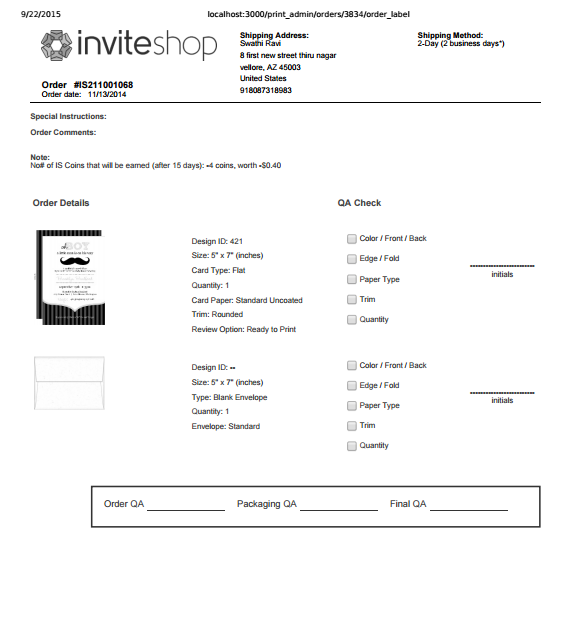 9/22/2015
localhost:3000/print_admin/orders/3834/order_label
inviteshop
Shipping Address:
Swathi Ravi
8 first new street thiru nagar
vellore, AZ 45003
United States
918087318983
Shipping Method:
2-Day (2 business days*)
Order #IS211001068
Order date: 11/13/2014
Special Instructions:
Order Comments:
Note:
No# of IS Coins that will be earned (after 15 days): -4 coins, worth -$0.40
Order Details
QA Check
BOY
Design ID: 421
Size: 5" x 7" (inches)
Card Type: Flat
Quantity: 1
Card Paper: Standard Uncoated
Trim: Rounded
Review Option: Ready to Print
Color / Front / Back
Edge / Fold
Paper Type
Trim
Quantity
initials
Design ID: --
Size: 5" x 7" (inches)
Type: Blank Envelope
Quantity: 1
Envelope: Standard
Color / Front / Back
Edge / Fold
Paper Type
Trim
Quantity
initials
Order QA
Packaging QA
Final QA